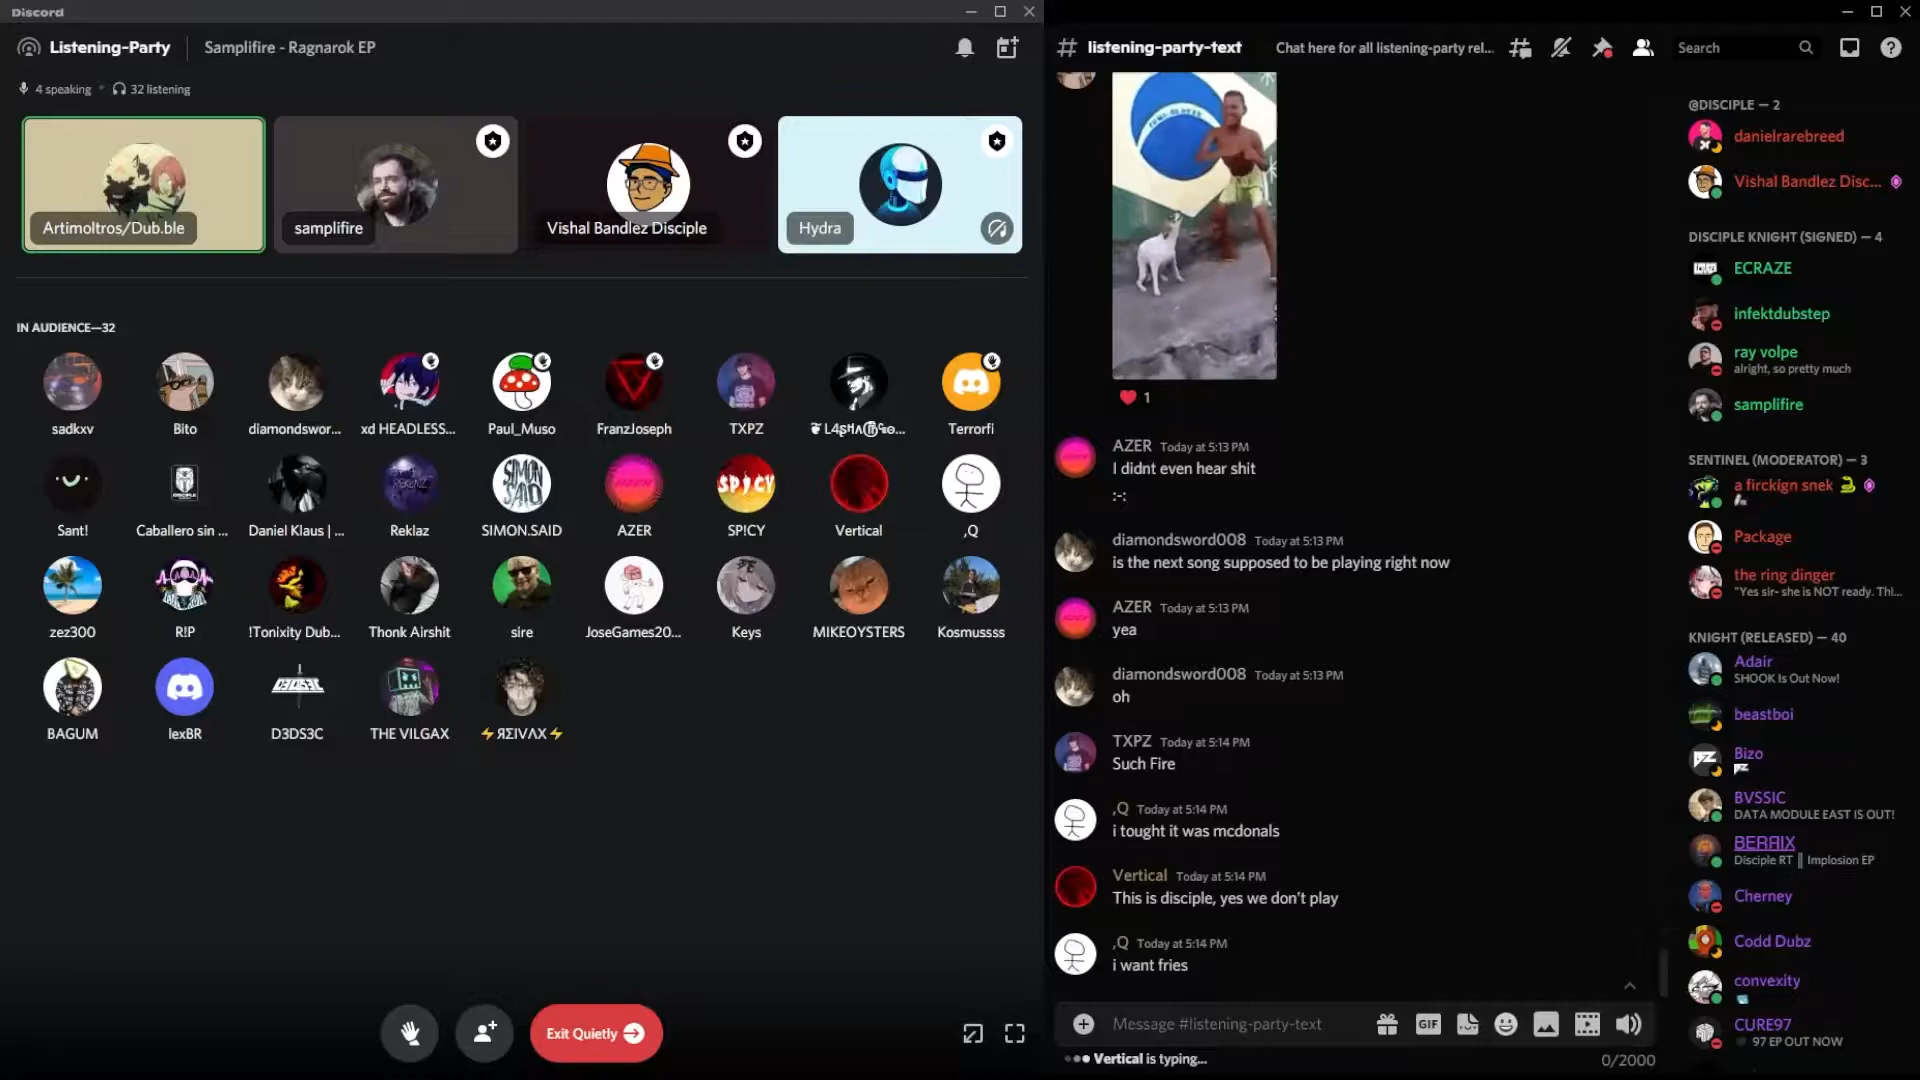 Discord
Listening-Party
Samplifire - Ragnarok EP
4 speaking
32 listening
Artimoltros/Dub.ble
samplifire
Vishal Bandlez Disciple
Hydra
IN AUDIENCE—32
sadkxv
Bito
diamondswor...
xd HEADLESS...
Paul_Muso
FranzJoseph
TXPZ
Terrorfi
Sant!
Caballero sin ...
Daniel Klaus | ...
Reklaz
SIMON.SAID
AZER
SP!CY
Vertical
,Q
zez300
R!P
!Tonixity Dub...
Thonk Airshit
sire
JoseGames20...
Keys
MIKEOYSTERS
Kosmussss
BAGUM
lexBR
D3DS3C
THE VILGAX
⚡ЯΣIVΛX⚡
Exit Quietly
listening-party-text
Chat here for all listening-party rel...
Search
1
AZER Today at 5:13 PM
I didnt even hear shit
:-:
diamondsword008 Today at 5:13 PM
is the next song supposed to be playing right now
AZER Today at 5:13 PM
yea
diamondsword008 Today at 5:13 PM
oh
TXPZ Today at 5:14 PM
Such Fire
,Q Today at 5:14 PM
i tought it was mcdonals
Vertical Today at 5:14 PM
This is disciple, yes we don't play
,Q Today at 5:14 PM
i want fries
Message #listening-party-text
GIF
Vertical is typing...
0/2000
@DISCIPLE — 2
danielrarebreed
Vishal Bandlez Disc...
DISCIPLE KNIGHT (SIGNED) — 4
ECRAZE
infektdubstep
ray volpe
alright, so pretty much
samplifire
SENTINEL (MODERATOR) — 3
a firckign snek
Package
the ring dinger
"Yes sir- she is NOT ready. Thi...
KNIGHT (RELEASED) — 40
Adair
SHOOK Is Out Now!
beastboi
Bizo
BVSSIC
DATA MODULE EAST IS OUT!
BERЯIX
Disciple RT ║ Implosion EP
Cherney
Codd Dubz
convexity
CURE97
97 EP OUT NOW